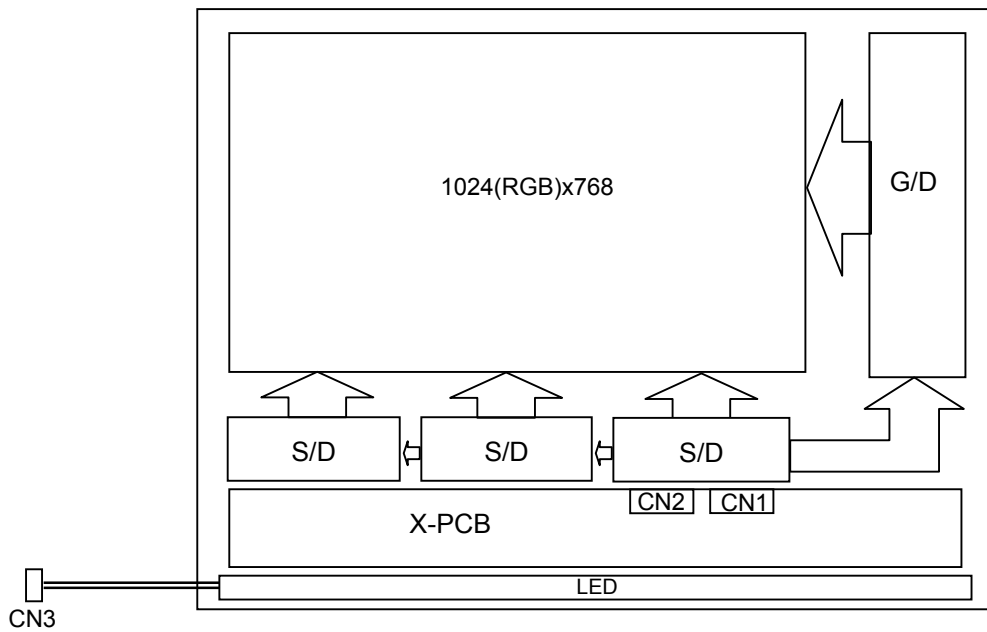 1024(RGB)x768
G/D
S/D
S/D
S/D
CN2
CN1
X-PCB
LED
CN3